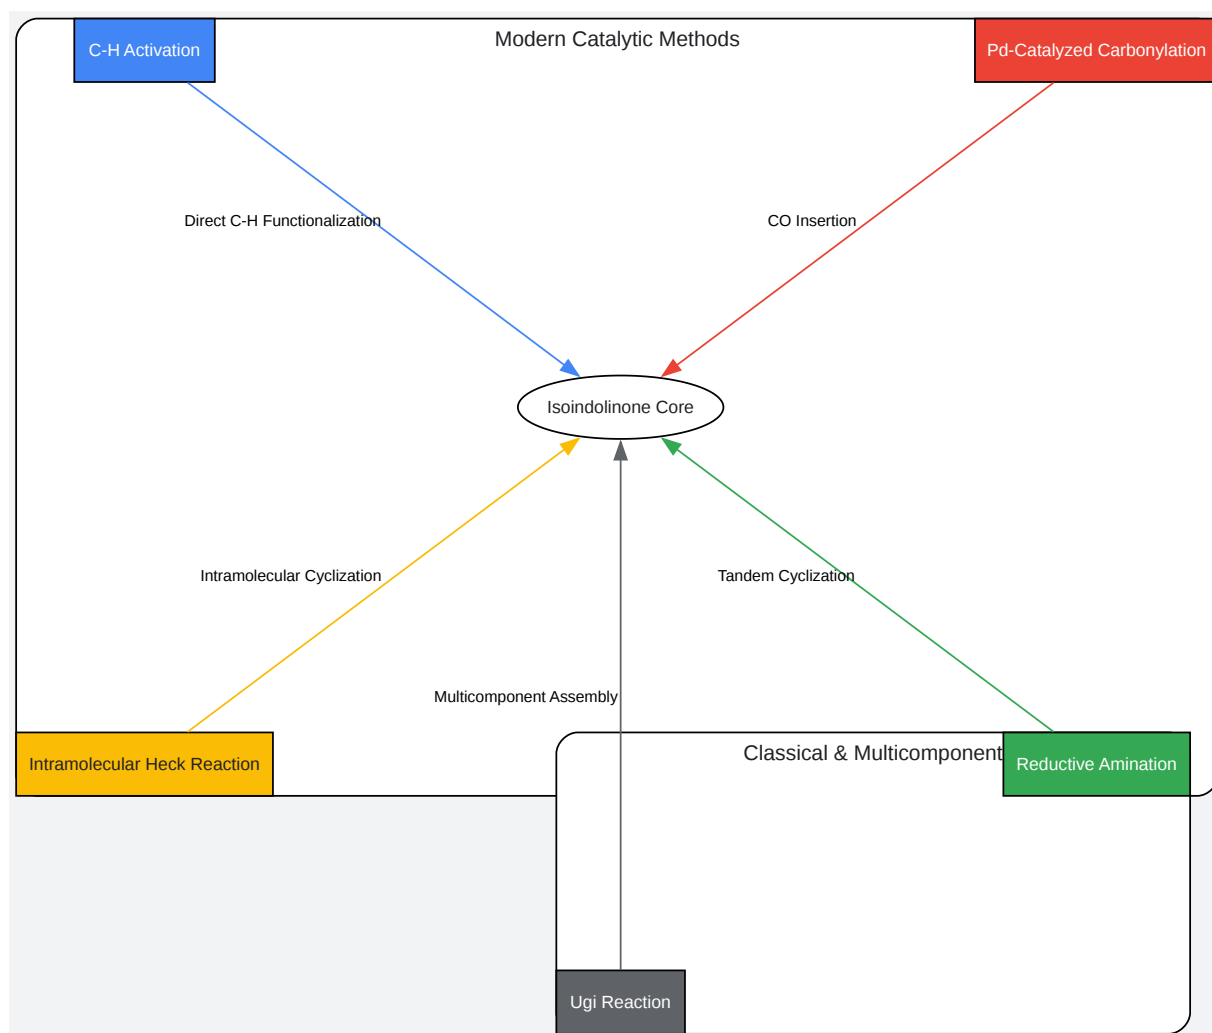 C-H Activation
Modern Catalytic Methods
Pd-Catalyzed Carbonylation
Direct C-H Functionalization
CO Insertion
Isoindolinone Core
Intramolecular Cyclization
Tandem Cyclization
Multicomponent Assembly
Intramolecular Heck Reaction
Classical & Multicomponent
Reductive Amination
Ugi Reaction